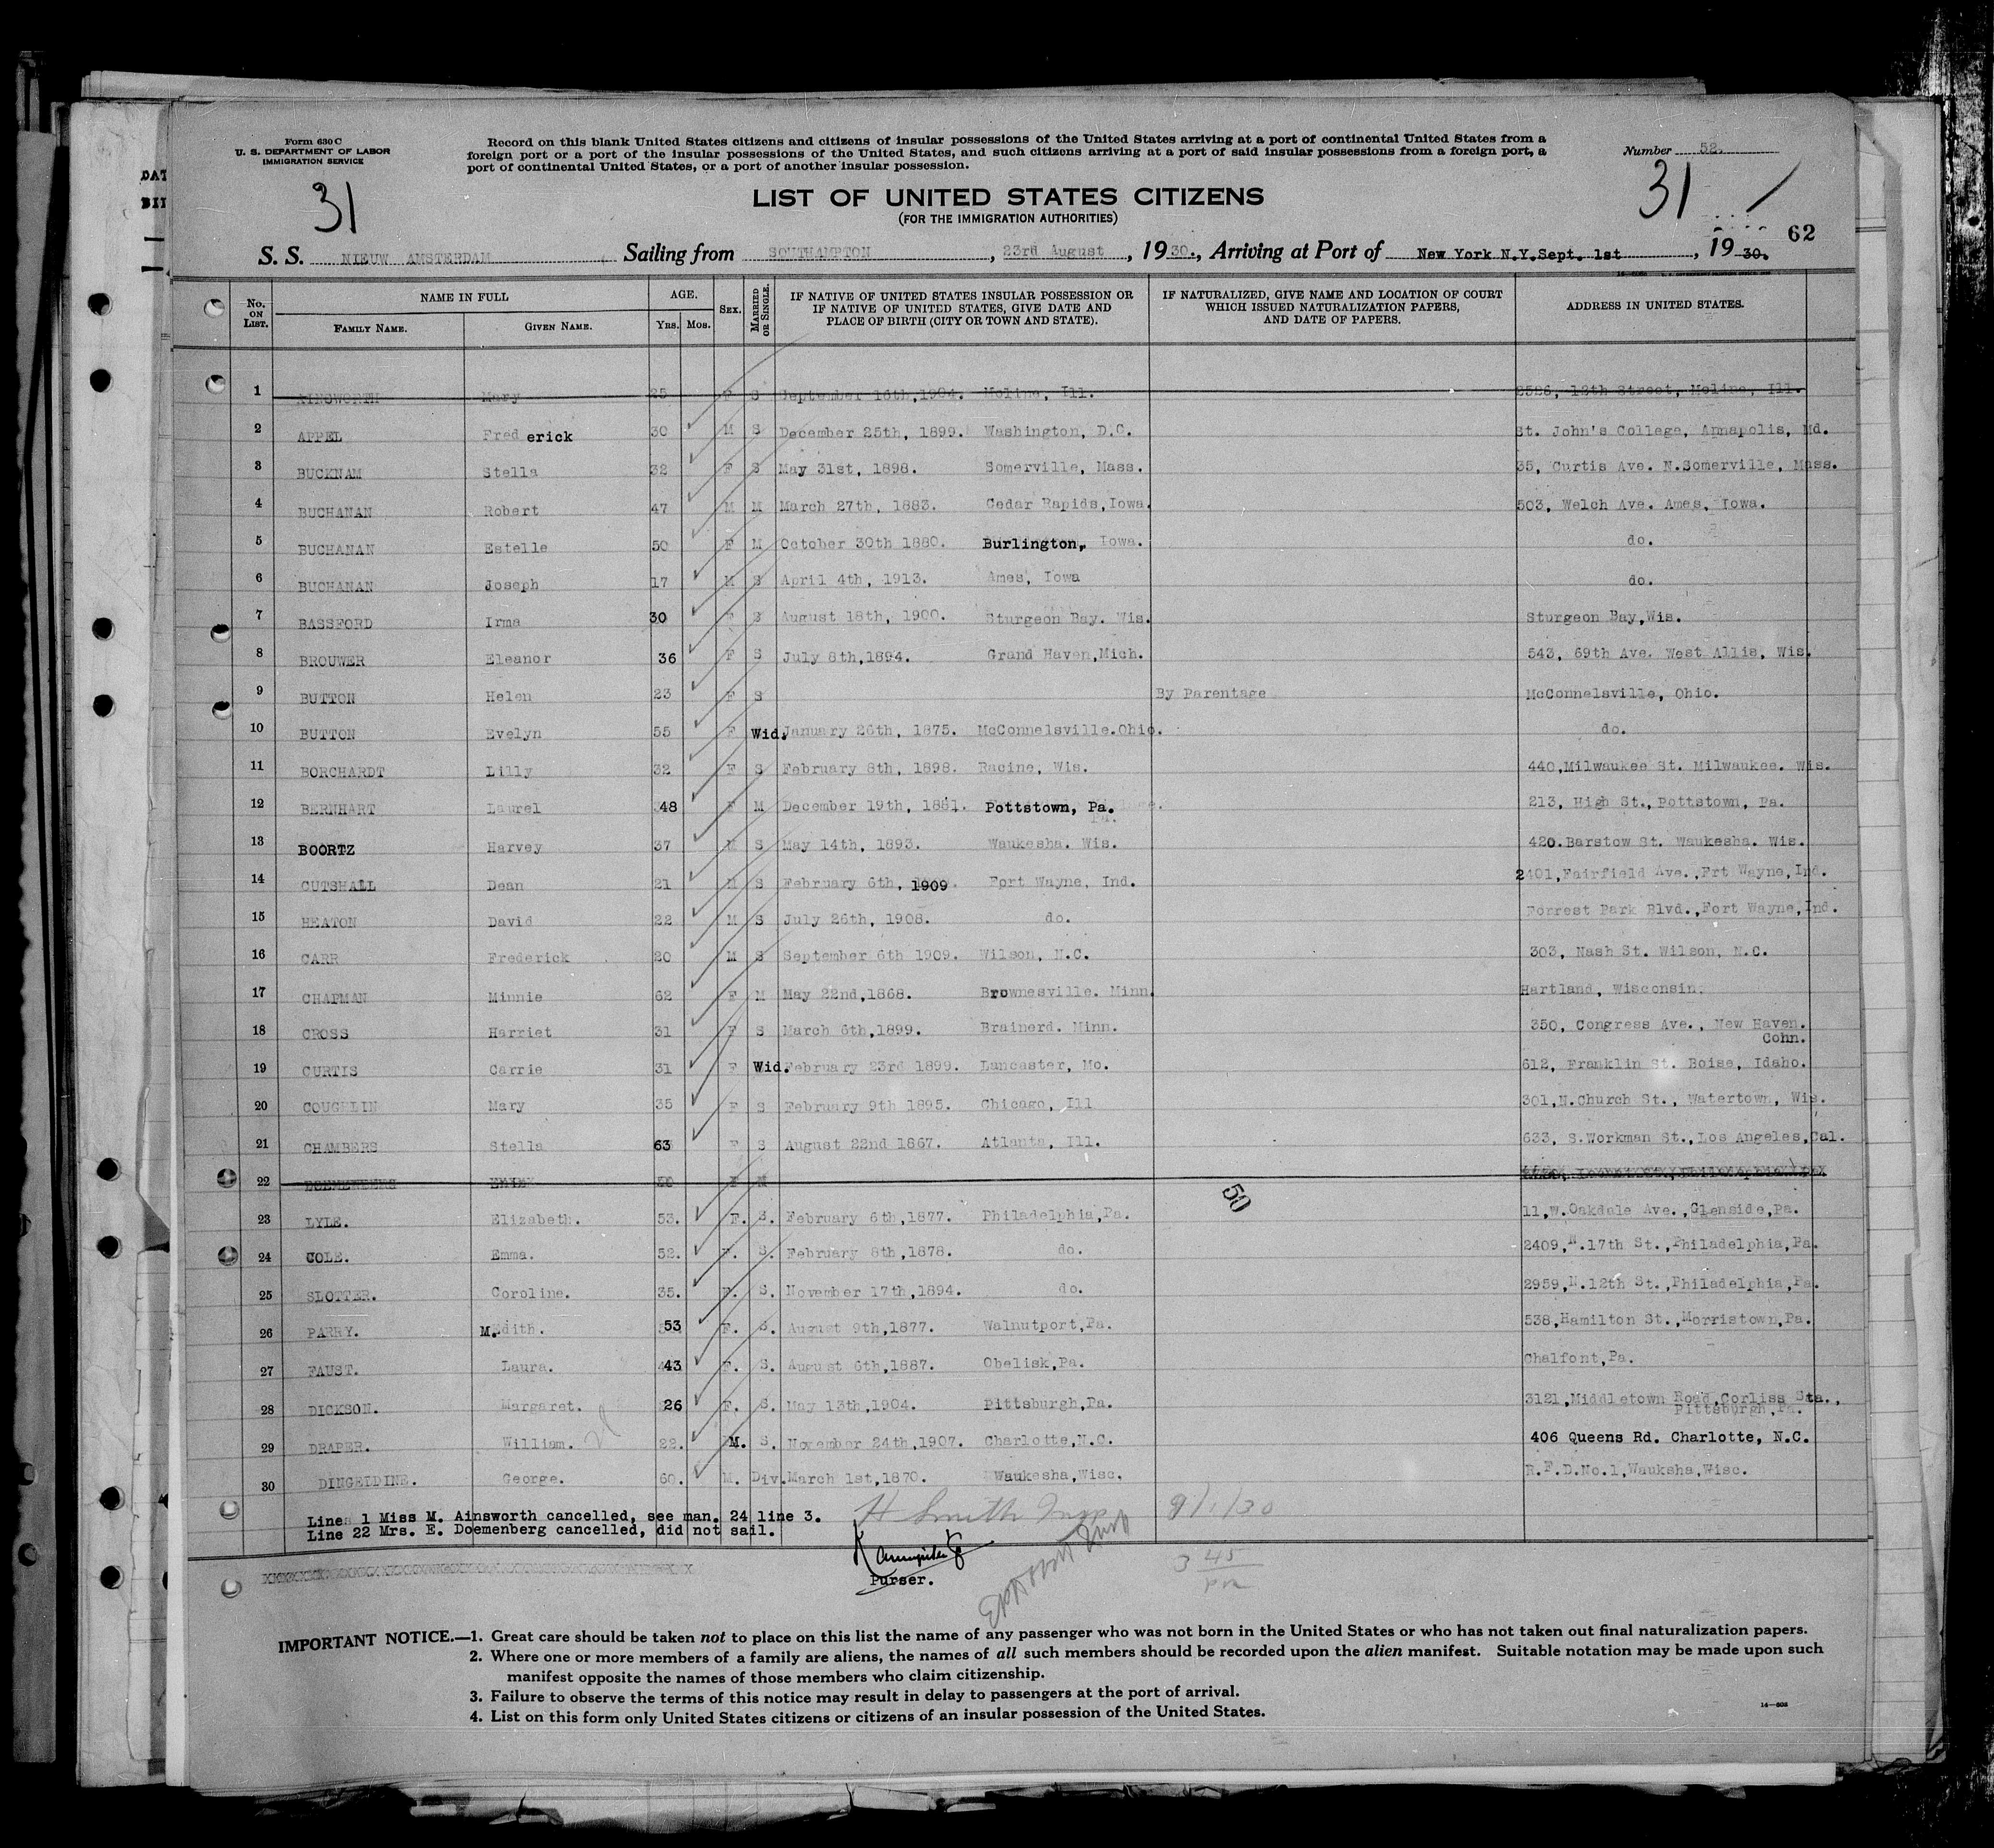 Form 630 C
U. S. DEPARTMENT OF LABOR
IMMIGRATION SERVICE
Record on this blank United States citizens and citizens of insular possessions of the United States arriving at a port of continental United States from a
foreign port or a port of the insular possessions of the United States, and such citizens arriving at a port of said insular possessions from a foreign port, a
port of continental United States, or a port of another insular possession.
Number 52.
31 31
LIST OF UNITED STATES CITIZENS
(FOR THE IMMIGRATION AUTHORITIES)
62
S. S. NIEUW AMSTERDAM Sailing from SOUTHAMPTON, 23rd August, 1930., Arriving at Port of New York N.Y. Sept. 1st, 1930.
No. ON LIST. NAME IN FULL FAMILY NAME. GIVEN NAME. AGE. YRS. MOS. SEX. MARRIED OR SINGLE. IF NATIVE OF UNITED STATES INSULAR POSSESSION OR IF NATIVE OF UNITED STATES, GIVE DATE AND PLACE OF BIRTH (CITY OR TOWN AND STATE). IF NATURALIZED, GIVE NAME AND LOCATION OF COURT WHICH ISSUED NATURALIZATION PAPERS, AND DATE OF PAPERS. ADDRESS IN UNITED STATES.
1 AINSWORTH Mary 25 F S September 16th,1904. Moline, Ill. 2526, 12th Street, Moline, Ill.
2 APPEL Frederick 30 M S December 25th, 1899. Washington, D.C. St. John's College, Annapolis, Md.
3 BUCKNAM Stella 32 F S May 31st, 1898. Somerville, Mass. 35, Curtis Ave. N.Somerville, Mass.
4 BUCHANAN Robert 47 M M March 27th, 1883. Cedar Rapids,Iowa. 503, Welch Ave. Ames, Iowa.
5 BUCHANAN Estelle 50 F M October 30th 1880. Burlington, Iowa. do.
6 BUCHANAN Joseph 17 M S April 4th, 1913. Ames, Iowa do.
7 BASSFORD Irma 30 F S August 18th, 1900. Sturgeon Bay. Wis. Sturgeon Bay,Wis.
8 BROUWER Eleanor 36 F S July 8th,1894. Grand Haven,Mich. 543, 69th Ave. West Allis, Wis.
9 BUTTON Helen 23 F S By Parentage McConnelsville, Ohio.
10 BUTTON Evelyn 55 F Wid. January 26th, 1875. McConnelsville.Ohio. do.
11 BORCHARDT Lilly 32 F S February 8th, 1898. Racine, Wis. 440,Milwaukee St. Milwaukee. Wis.
12 BERNHART Laurel 48 F M December 19th, 1881. Pottstown, Pa. 213, High St., Pottstown, Pa.
13 BOORTZ Harvey 37 M S May 14th, 1893. Waukesha. Wis. 420.Barstow St. Waukesha. Wis.
14 CUTSHALL Dean 21 M S February 6th, 1909 Fort Wayne, Ind. 2401,Fairfield Ave.,Frt Wayne,Ind.
15 HEATON David 22 M S July 26th, 1908. do. Forrest Park Blvd.,Fort Wayne,Ind.
16 CARR Frederick 20 M S September 6th 1909. Wilson, N.C. 303, Nash St. Wilson, N.C.
17 CHAPMAN Minnie 62 F M May 22nd,1868. Brownesville. Minn. Hartland, Wisconsin.
18 CROSS Harriet 31 F S March 6th,1899. Brainerd. Minn. 350, Congress Ave., New Haven.
Cohn.
19 CURTIS Carrie 31 F Wid. February 23rd 1899. Lancaster, Mo. 612, Franklin St. Boise, Idaho.
20 COUGHLIN Mary 35 F S February 9th 1895. Chicago, Ill 301,N.Church St., Watertown, Wis.
21 CHAMBERS Stella 63 F S August 22nd 1867. Atlanta, Ill. 633, S.Workman St.,Los Angeles,Cal.
22 F M
50
23 LYLE. Elizabeth. 53. F. S. February 6th,1877. Philadelphia,Pa. 11,W.Oakdale Ave.,Glenside,Pa.
24 COLE. Emma. 52. F. S. February 8th,1878. do. 2409,N.17th St.,Philadelphia,Pa.
25 SLOTTER. Coroline. 35. F. S. November 17th,1894. do. 2959,N.12th St.,Philadelphia,Pa.
26 PARRY. M.Edith. 53 F. S. August 9th,1877. Walnutport,Pa. 538,Hamilton St.,Morristown,Pa.
27 FAUST. Laura. 43 F. S. August 6th,1887. Obelisk,Pa. Chalfont,Pa.
28 DICKSON. Margaret. 26 F. S. May 13th,1904. Pittsburgh,Pa. 3121,Middletown Road,Corliss Sta.,
Pittsburgh,Pa.
29 DRAPER. William. 22. M. S. November 24th,1907. Charlotte,N.C. 406 Queens Rd. Charlotte, N.C.
30 DINGELDINE. George. 60. M. Div. March 1st,1870. Waukesha,Wisc. R.F.D.No.1,Wauksha,Wisc.
Lines 1 Miss M. Ainsworth cancelled, see man. 24 line 3.
Line 22 Mrs. E. Doemenberg cancelled, did not sail.
H Smith Insp 9/1/30
3 45 pm
Purser.
IMPORTANT NOTICE.—1. Great care should be taken not to place on this list the name of any passenger who was not born in the United States or who has not taken out final naturalization papers.
2. Where one or more members of a family are aliens, the names of all such members should be recorded upon the alien manifest. Suitable notation may be made upon such
manifest opposite the names of those members who claim citizenship.
3. Failure to observe the terms of this notice may result in delay to passengers at the port of arrival.
4. List on this form only United States citizens or citizens of an insular possession of the United States.